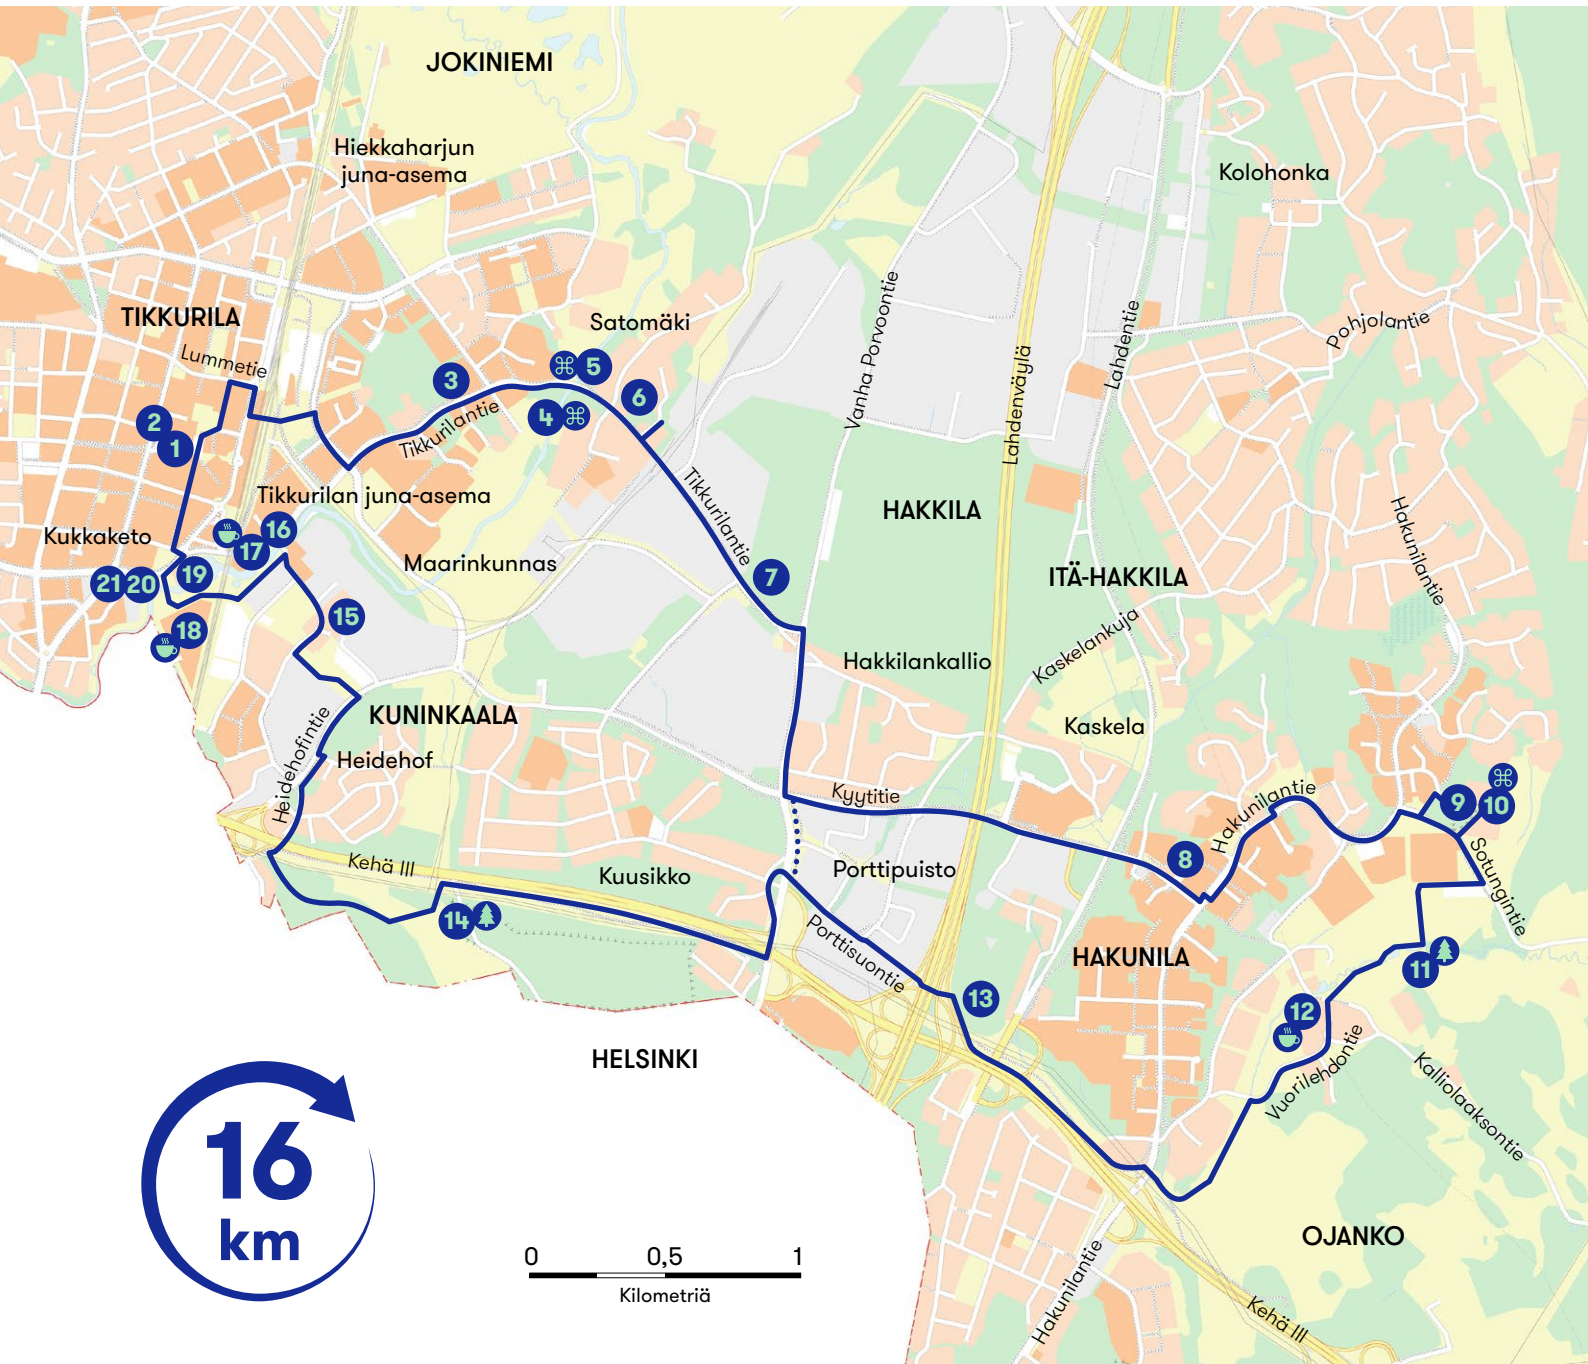 JOKINIEMI
Hiekkaharjun
juna-asema
Kolohonka
TIKKURILA
Lummetie
Satomäki
Vanha Porvoontie
Lahdenväylä
Lahdentie
Pohjolantie
3
5
4
6
2
1
Tikkurilantie
Tikkurilantie
Tikkurilan juna-asema
HAKKILA
Hakunilantie
Kukkaketo
16
17
Maarinkunnas
7
ITÄ-HAKKILA
21
20
19
18
15
Kaskelankuja
Hakkilankallio
KUNINKAALA
Kaskela
Heidehofintie
Heidehof
Kyytitie
Hakunilantie
9
10
8
Sotungintie
Kehä III
Kuusikko
Porttipuisto
14
Porttisuontie
HAKUNILA
11
13
12
Vuorilehdontie
Kalliolaaksontie
HELSINKI
16
km
0
0,5
1
Kilometriä
OJANKO
Hakunilantie
Kehä III